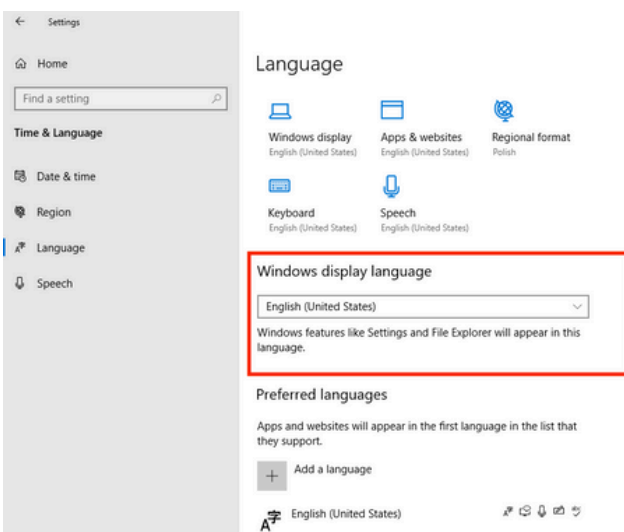 Settings
Home
Find a setting
Time & Language
Date & time
Region
Language
Speech
Language
Windows display
English (United States)
Apps & websites
English (United States)
Regional format
Polish
Keyboard
English (United States)
Speech
English (United States)
Windows display language
English (United States)
Windows features like Settings and File Explorer will appear in this
language.
Preferred languages
Apps and websites will appear in the first language in the list that
they support.
Add a language
English (United States)